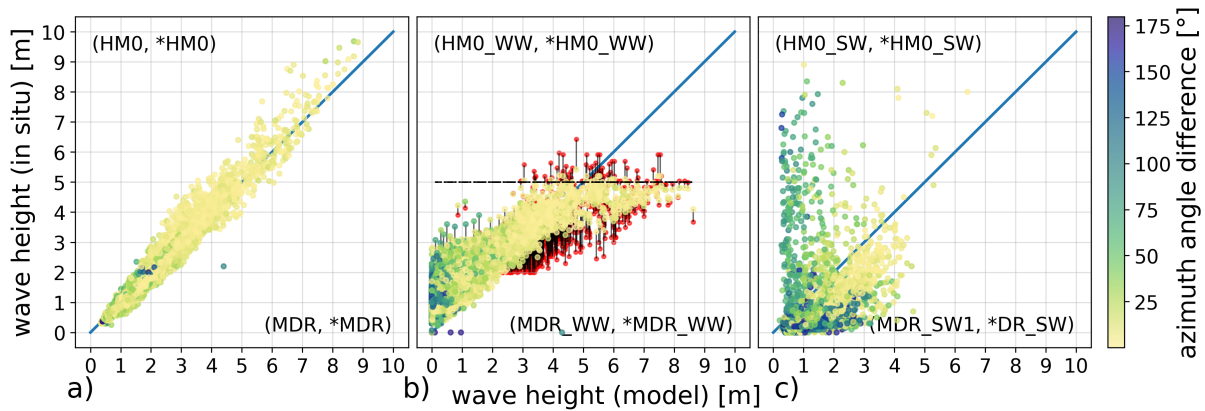 (HM0, *HM0)
(HM0_WW, *HM0_WW)
(HM0_SW, *HM0_SW)
(MDR, *MDR)
(MDR_WW, *MDR_WW)
(MDR_SW1, *DR_SW)
wave height (in situ) [m]
10
9
8
7
6
5
4
3
2
1
0
0 1 2 3 4 5 6 7 8 9 10
0 1 2 3 4 5 6 7 8 9 10
0 1 2 3 4 5 6 7 8 9 10
a)
b)
wave height (model) [m]
c)
175
150
125
100
75
50
25
azimuth angle difference [°]